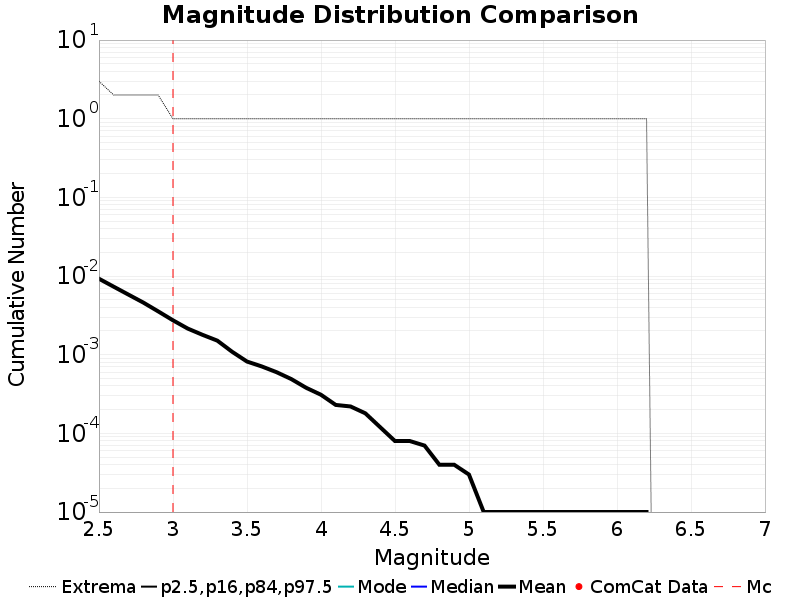 Magnitude Distribution Comparison
Cumulative Number
10^1
10^0
10^-1
10^-2
10^-3
10^-4
10^-5
2.5 3 3.5 4 4.5 5 5.5 6 6.5 7
Magnitude
Extrema p2.5,p16,p84,p97.5 Mode Median Mean ComCat Data Mc